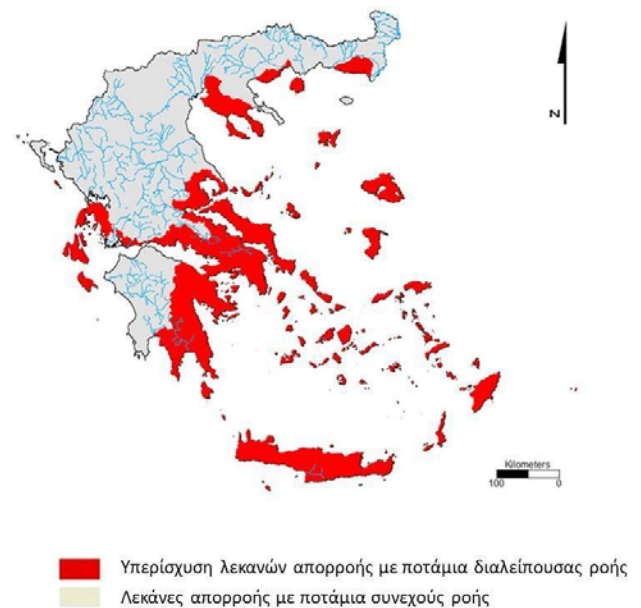 N
Kilometers
100 0
Υπερίσχυση λεκανών απορροής με ποτάμια διαλείπουσας ροής
Λεκάνες απορροής με ποτάμια συνεχούς ροής